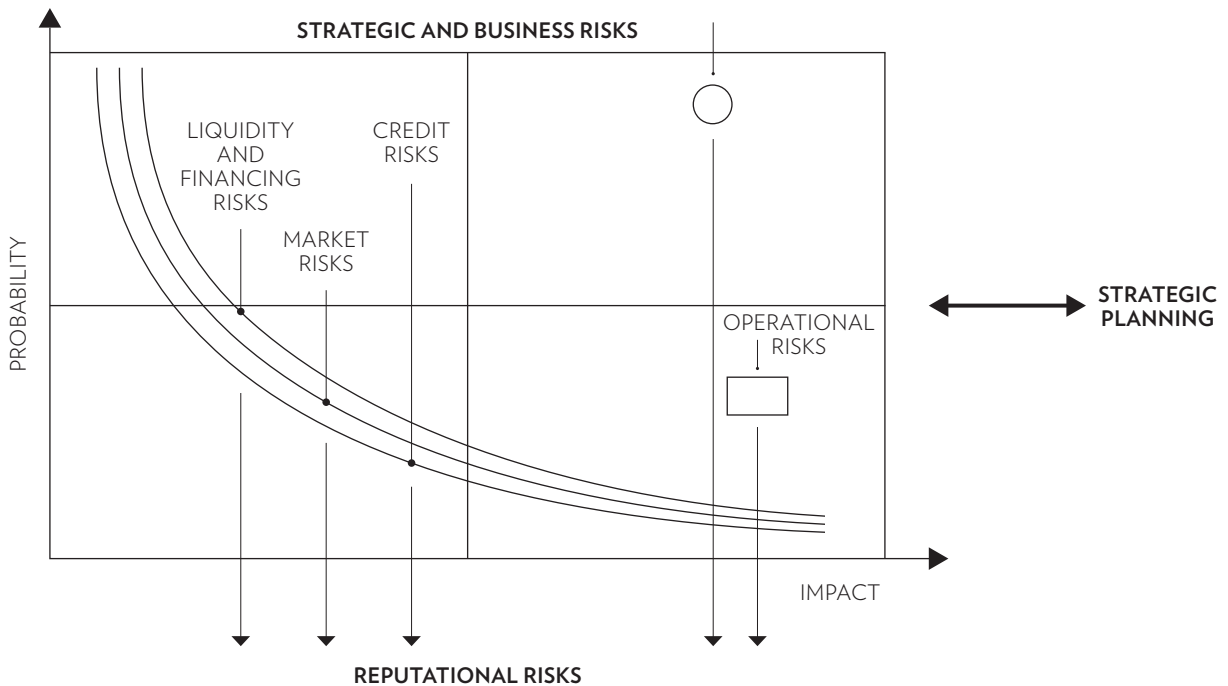 STRATEGIC AND BUSINESS RISKS
LIQUIDITY
AND
FINANCING
RISKS
CREDIT
RISKS
MARKET
RISKS
PROBABILITY
STRATEGIC
PLANNING
OPERATIONAL
RISKS
IMPACT
REPUTATIONAL RISKS